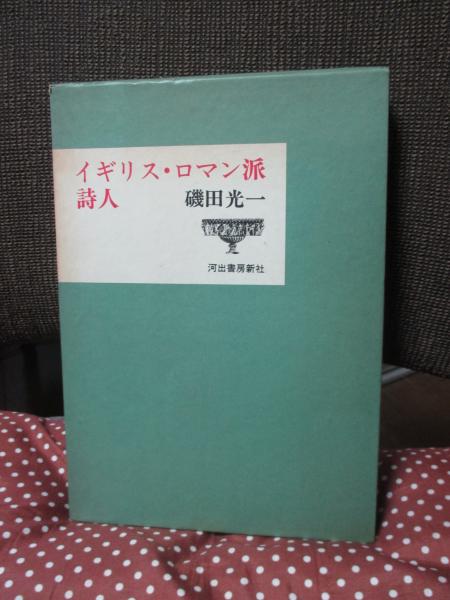 イギリス・ロマン派
詩人 磯田光一
河出書房新社